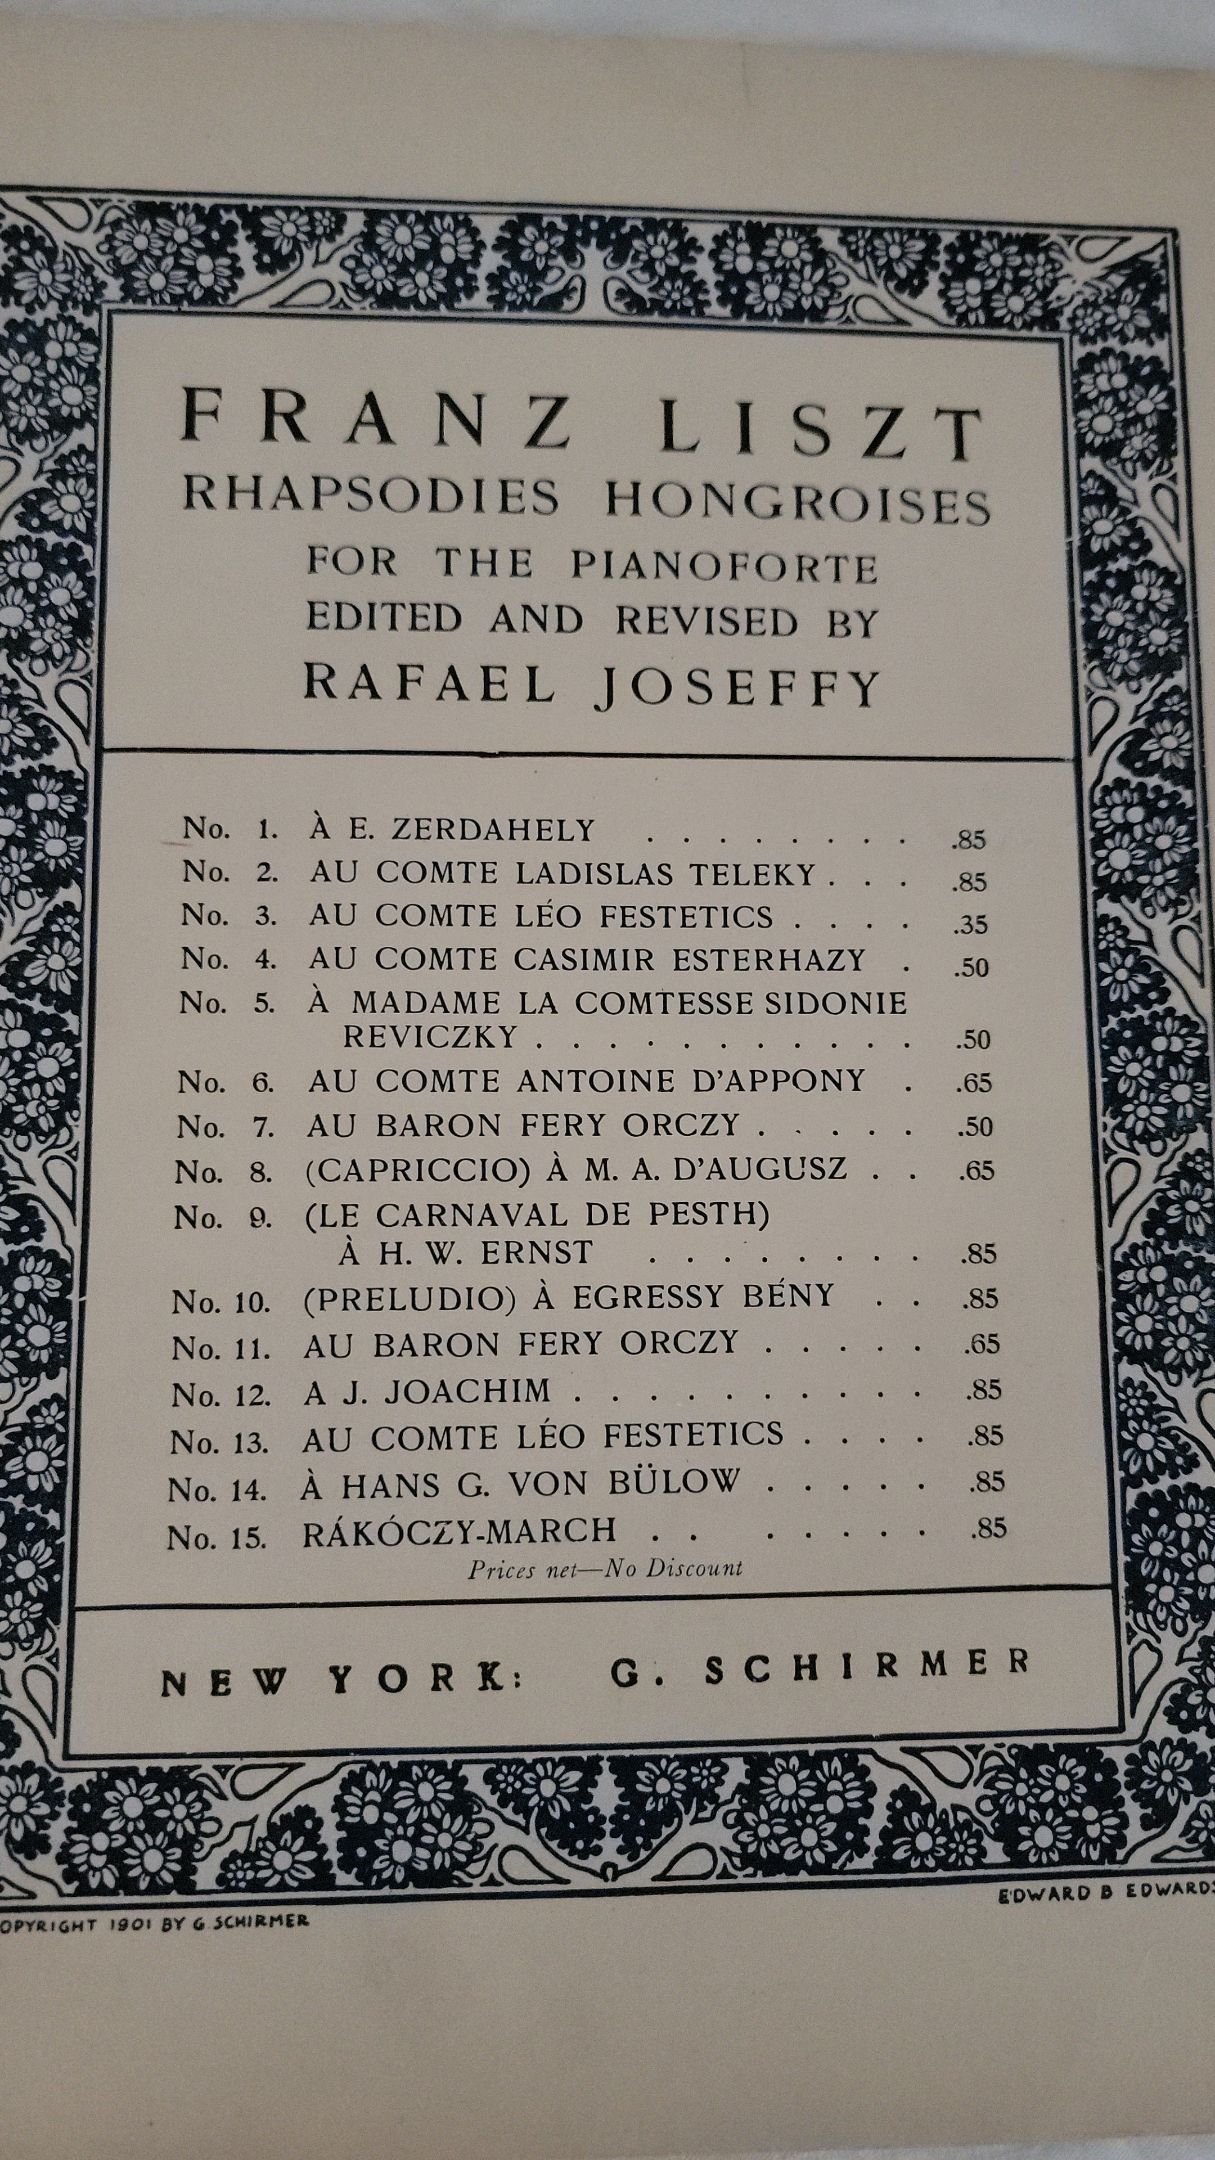 FRANZ LISZT
RHAPSODIES HONGROISES
FOR THE PIANOFORTE
EDITED AND REVISED BY
RAFAEL JOSEFFY
No. 1. À E. ZERDAHELY . . . . . . . . .85
No. 2. AU COMTE LADISLAS TELEKY . . . .85
No. 3. AU COMTE LÉO FESTETICS . . . . .35
No. 4. AU COMTE CASIMIR ESTERHAZY . .50
No. 5. À MADAME LA COMTESSE SIDONIE
REVICZKY . . . . . . . . . . . .50
No. 6. AU COMTE ANTOINE D'APPONY . .65
No. 7. AU BARON FERY ORCZY . . . . . .50
No. 8. (CAPRICCIO) À M. A. D'AUGUSZ . . .65
No. 9. (LE CARNAVAL DE PESTH)
À H. W. ERNST . . . . . . . . .85
No. 10. (PRELUDIO) À EGRESSY BÉNY . . .85
No. 11. AU BARON FERY ORCZY . . . . . .65
No. 12. A J. JOACHIM . . . . . . . . . . .85
No. 13. AU COMTE LÉO FESTETICS . . . . .85
No. 14. À HANS G. VON BÜLOW . . . . . .85
No. 15. RÁKÓCZY-MARCH . . . . . . . .85
Prices net—No Discount
NEW YORK: G. SCHIRMER
OPYRIGHT 1901 BY G SCHIRMER
EDWARD B EDWARDS